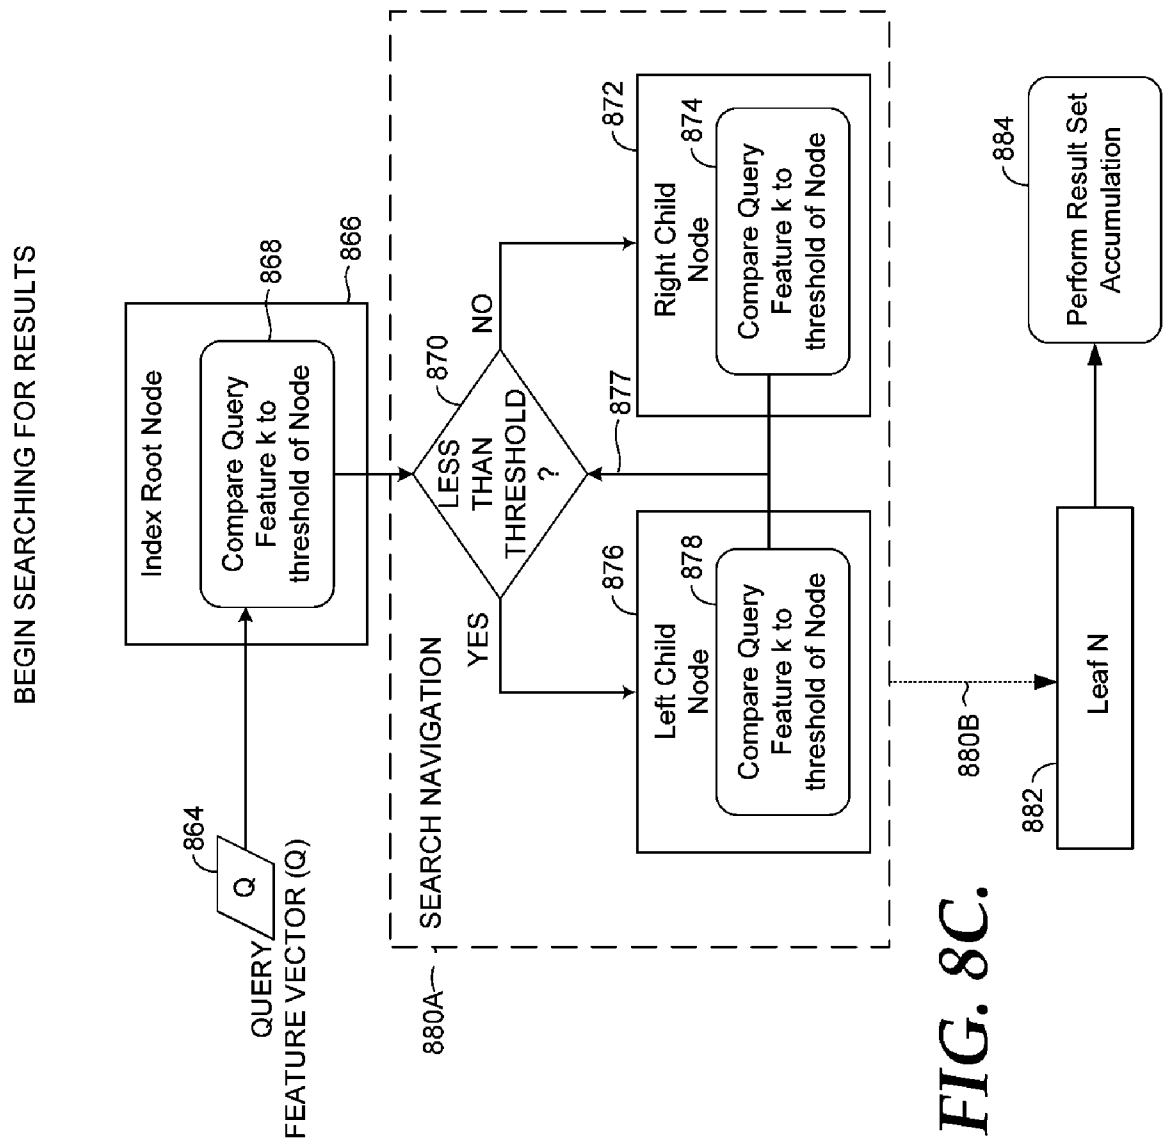 BEGIN SEARCHING FOR RESULTS
864
Q
QUERY
FEATURE VECTOR (Q)
Index Root Node
Compare Query
Feature k to
threshold of Node
868
866
880A
SEARCH NAVIGATION
870
LESS
THAN
THRESHOLD
?
YES
NO
877
876
Left Child
Node
878
Compare Query
Feature k to
threshold of Node
872
Right Child
Node
874
Compare Query
Feature k to
threshold of Node
880B
882
Leaf N
884
Perform Result Set
Accumulation
FIG. 8C.